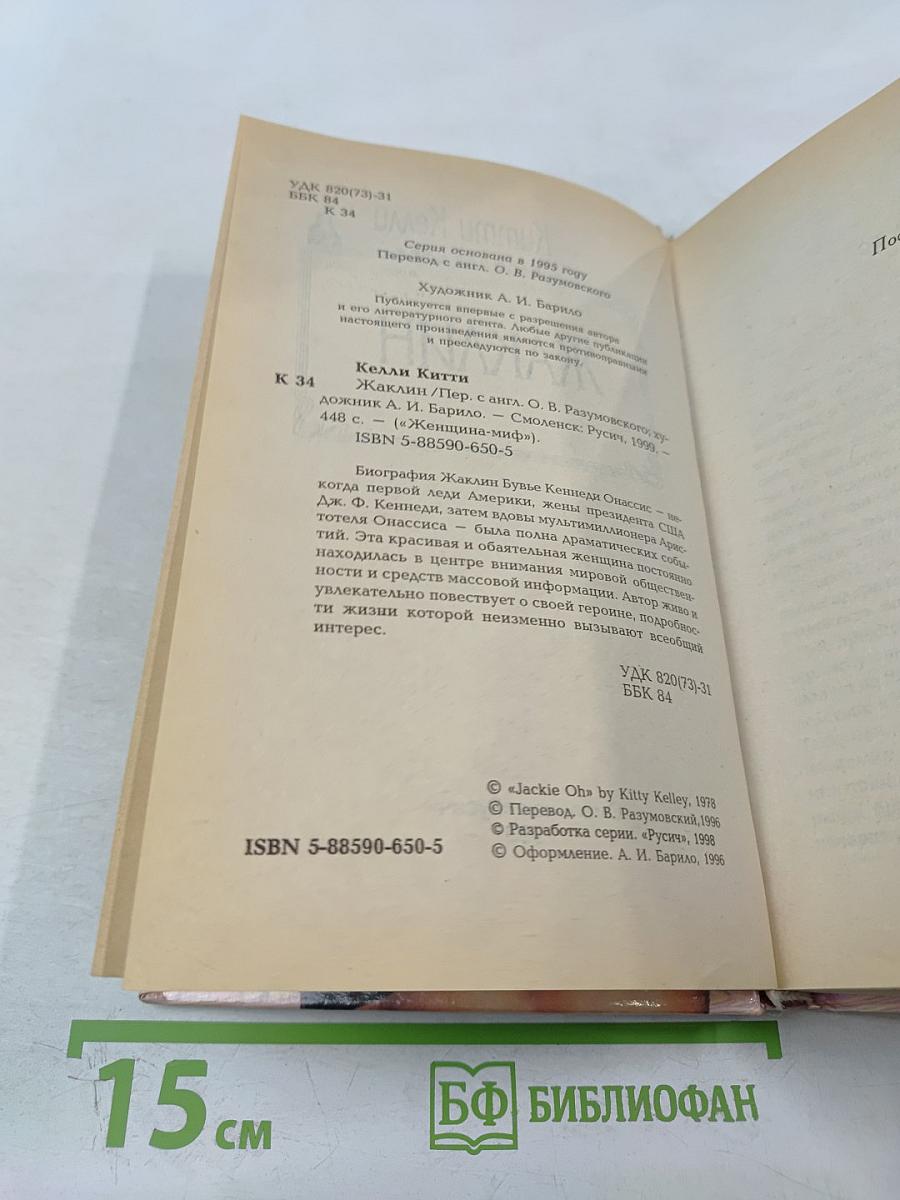 УДК 820(73)-31
ББК 84
К 34
Серия основана в 1995 году
Перевод с англ. О. В. Разумовского
Художник А. И. Барило
Публикуется впервые с разрешения автора
и его литературного агента. Любые другие публикации
настоящего произведения являются противоправными
и преследуются по закону.
Келли Китти
К 34 Жаклин /Пер. с англ. О. В. Разумовского; ху-
дожник А. И. Барило. — Смоленск: Русич, 1999. —
448 с. — («Женщина-миф»).
ISBN 5-88590-650-5
Биография Жаклин Бувье Кеннеди Онассис — не-
когда первой леди Америки, жены президента США
Дж. Ф. Кеннеди, затем вдовы мультимиллионера Арис-
тотеля Онассиса — была полна драматических собы-
тий. Эта красивая и обаятельная женщина постоянно
находилась в центре внимания мировой обществен-
ности и средств массовой информации. Автор живо и
увлекательно повествует о своей героине, подробнос-
ти жизни которой неизменно вызывают всеобщий
интерес.
УДК 820(73)-31
ББК 84
© «Jackie Oh» by Kitty Kelley, 1978
© Перевод. О. В. Разумовский,1996
© Разработка серии. «Русич», 1998
ISBN 5-88590-650-5 © Оформление. А. И. Барило, 1996
15 см
БФ БИБЛИОФАН